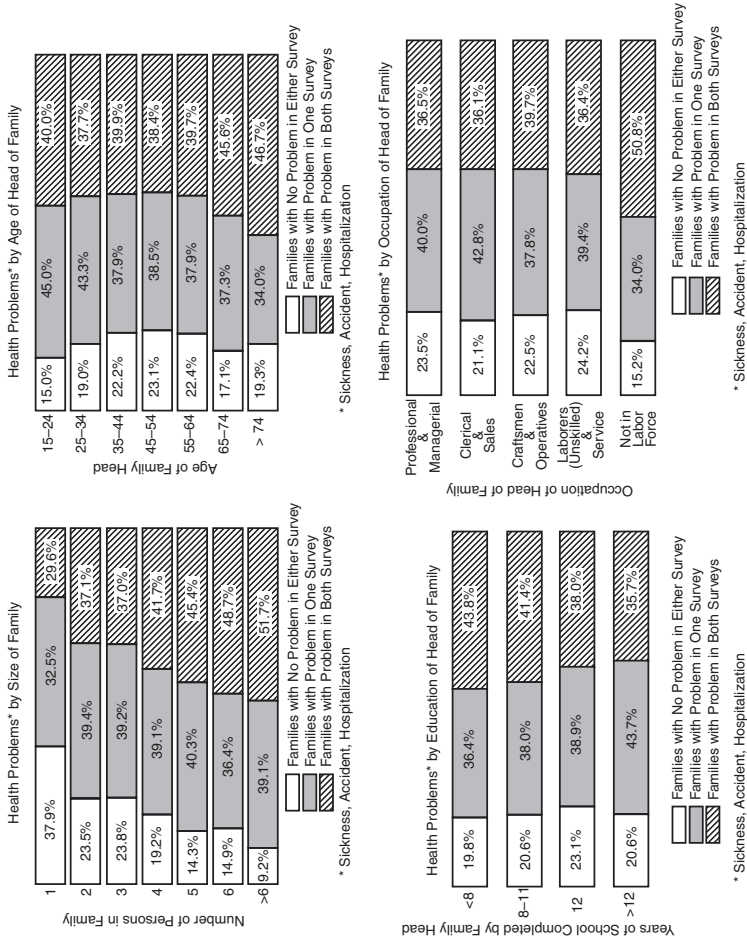 Health Problems* by Size of Family
Number of Persons in Family
1 37.9% 32.5% 29.6%
2 23.5% 39.4% 37.1%
3 23.8% 39.2% 37.0%
4 19.2% 39.1% 41.7%
5 14.3% 40.3% 45.4%
6 14.9% 36.4% 48.7%
>6 9.2% 39.1% 51.7%
Families with No Problem in Either Survey
Families with Problem in One Survey
Families with Problem in Both Surveys
* Sickness, Accident, Hospitalization
Health Problems* by Age of Head of Family
Age of Family Head
15–24 15.0% 45.0% 40.0%
25–34 19.0% 43.3% 37.7%
35–44 22.2% 37.9% 39.9%
45–54 23.1% 38.5% 38.4%
55–64 22.4% 37.9% 39.7%
65–74 17.1% 37.3% 45.6%
> 74 19.3% 34.0% 46.7%
Families with No Problem in Either Survey
Families with Problem in One Survey
Families with Problem in Both Surveys
* Sickness, Accident, Hospitalization
Health Problems* by Education of Head of Family
Years of School Completed by Family Head
<8 19.8% 36.4% 43.8%
8–11 20.6% 38.0% 41.4%
12 23.1% 38.9% 38.0%
>12 20.6% 43.7% 35.7%
Families with No Problem in Either Survey
Families with Problem in One Survey
Families with Problem in Both Surveys
* Sickness, Accident, Hospitalization
Health Problems* by Occupation of Head of Family
Occupation of Head of Family
Professional
&
Managerial
23.5% 40.0% 36.5%
Clerical
&
Sales
21.1% 42.8% 36.1%
Craftsmen
&
Operatives
22.5% 37.8% 39.7%
Laborers
(Unskilled)
&
Service
24.2% 39.4% 36.4%
Not in
Labor
Force
15.2% 34.0% 50.8%
Families with No Problem in Either Survey
Families with Problem in One Survey
Families with Problem in Both Surveys
* Sickness, Accident, Hospitalization